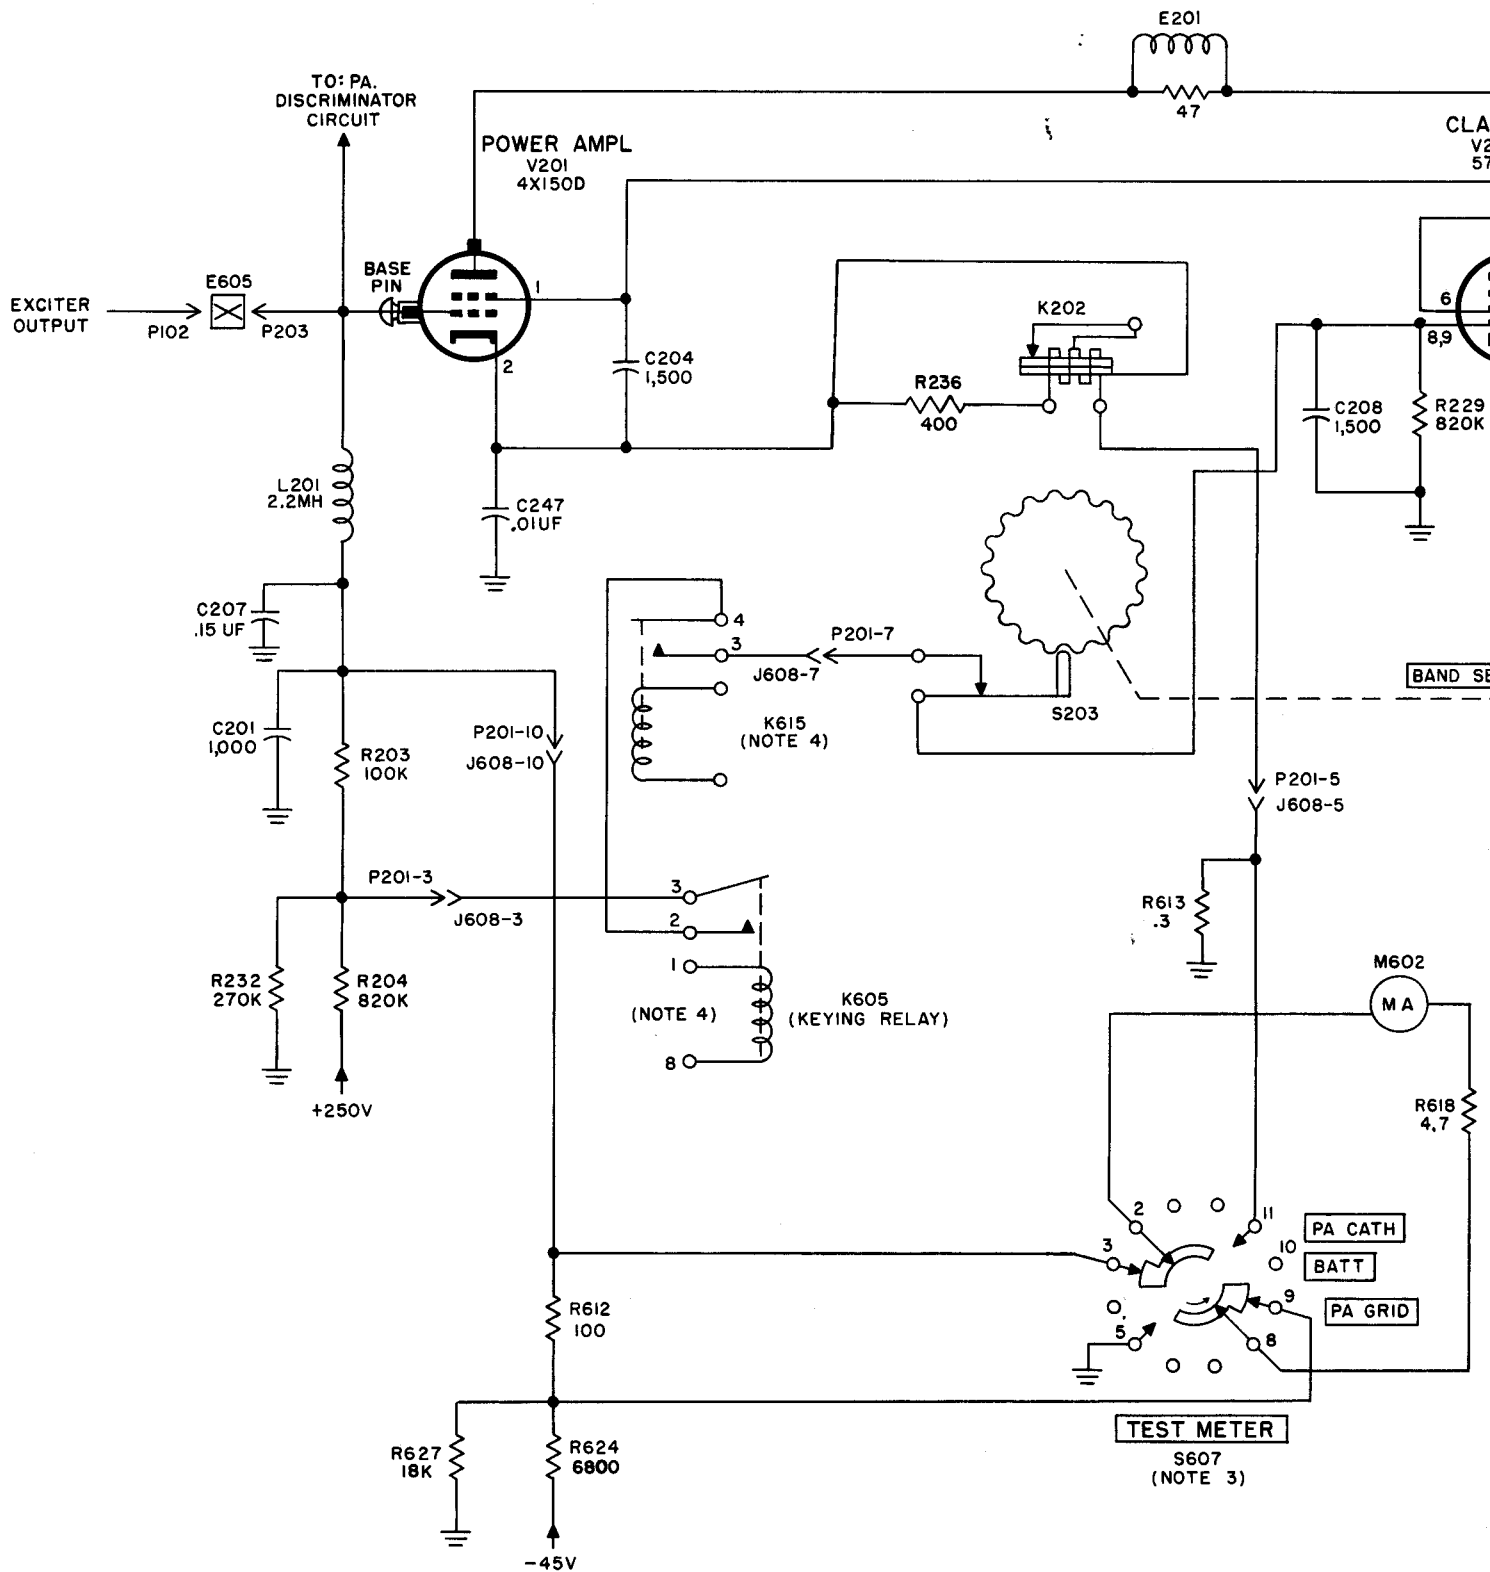 E201
47
TO: PA.
DISCRIMINATOR
CIRCUIT
POWER AMPL
V201
4X150D
CLA
V2
57
BASE
PIN
E605
EXCITER
OUTPUT
P102
P203
1
2
C204
1,500
K202
R236
400
6
8,9
C208
1,500
R229
820K
L201
2.2MH
C247
.01UF
C207
.15 UF
4
3
P201-7
J608-7
S203
BAND SE
K615
(NOTE 4)
C201
1,000
R203
100K
P201-10
J608-10
P201-5
J608-5
P201-3
J608-3
3
2
1
8
R613
.3
R232
270K
R204
820K
(NOTE 4)
K605
(KEYING RELAY)
M602
MA
+250V
R618
4.7
2
11
PA CATH
3
10
BATT
9
PA GRID
5
8
R612
100
TEST METER
S607
(NOTE 3)
R627
18K
R624
6800
-45V